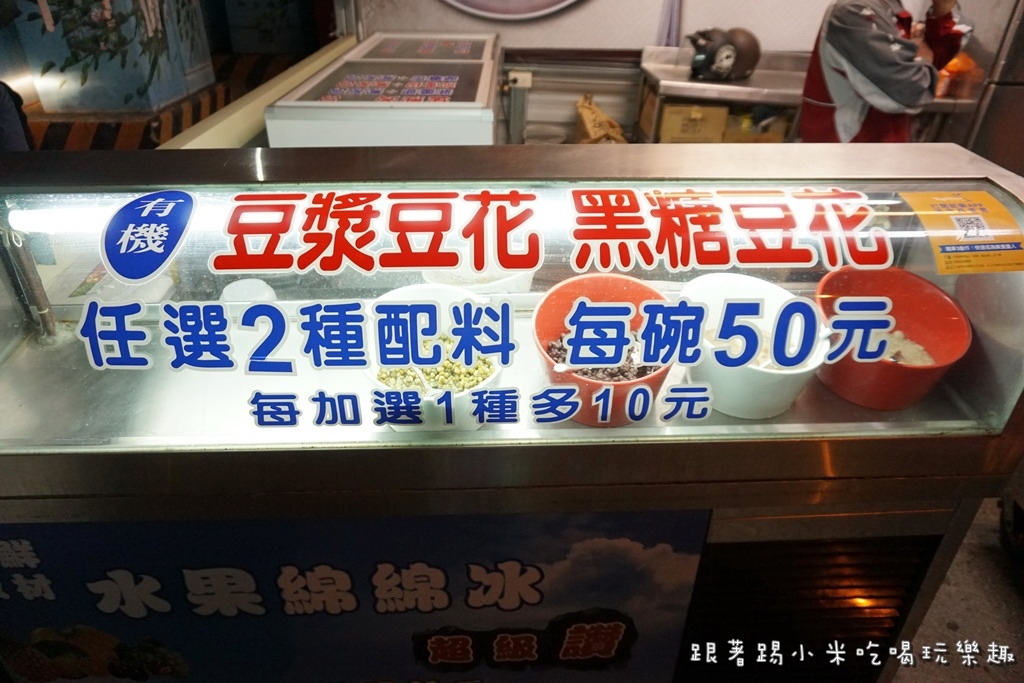 有機
豆漿豆花 黑糖豆花
任選2種配料 每碗50元
每加選1種多10元
鮮
材
水果綿綿冰
超級讚
跟著踢小米吃喝玩樂趣